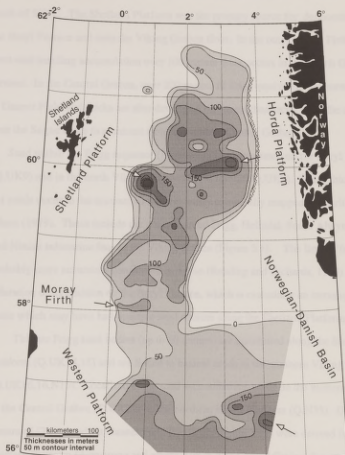 -2° 0° 2° 4° 6°
62°
50
100
Shetland
Islands
Norway
Horda Platform
60°
150
150
Shetland Platform
100
Moray
Firth
58°
Norwegian-Danish Basin
0
50
Western Platform
150
0 kilometers 100
Thicknesses in meters
50 m contour interval
56°